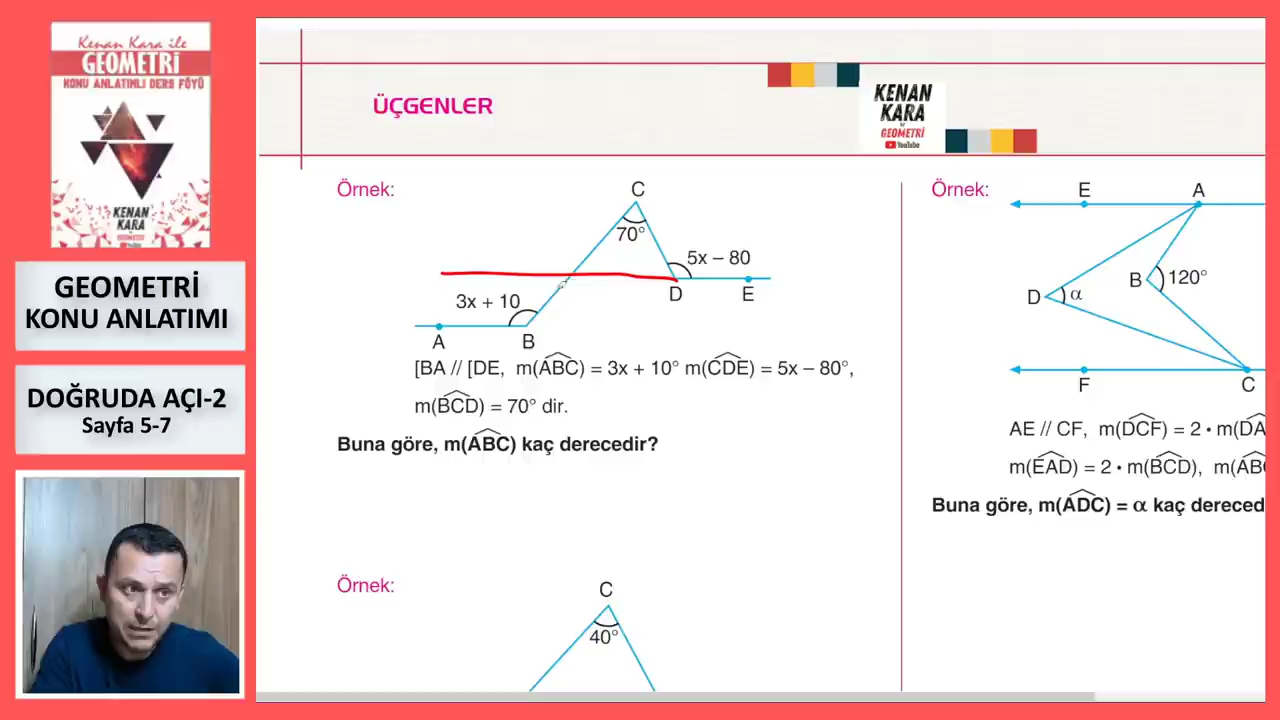 Kenan Kara ile
GEOMETRİ
KONU ANLATIMLI DERS FÖYÜ
KENAN
KARA
GEOMETRİ KONU ANLATIMI
DOĞRUDA AÇI-2
Sayfa 5-7
ÜÇGENLER
KENAN
KARA
GEOMETRİ
YouTube
Örnek:
C
70°
5x – 80
D
E
3x + 10
A
B
[BA // [DE, m(ABC) = 3x + 10° m(CDE) = 5x – 80°,
m(BCD) = 70° dir.
Buna göre, m(ABC) kaç derecedir?
Örnek:
C
40°
Örnek:
E
A
B
120°
D
α
F
C
AE // CF, m(DCF) = 2 • m(DA
m(EAD) = 2 • m(BCD), m(ABC
Buna göre, m(ADC) = α kaç dereced